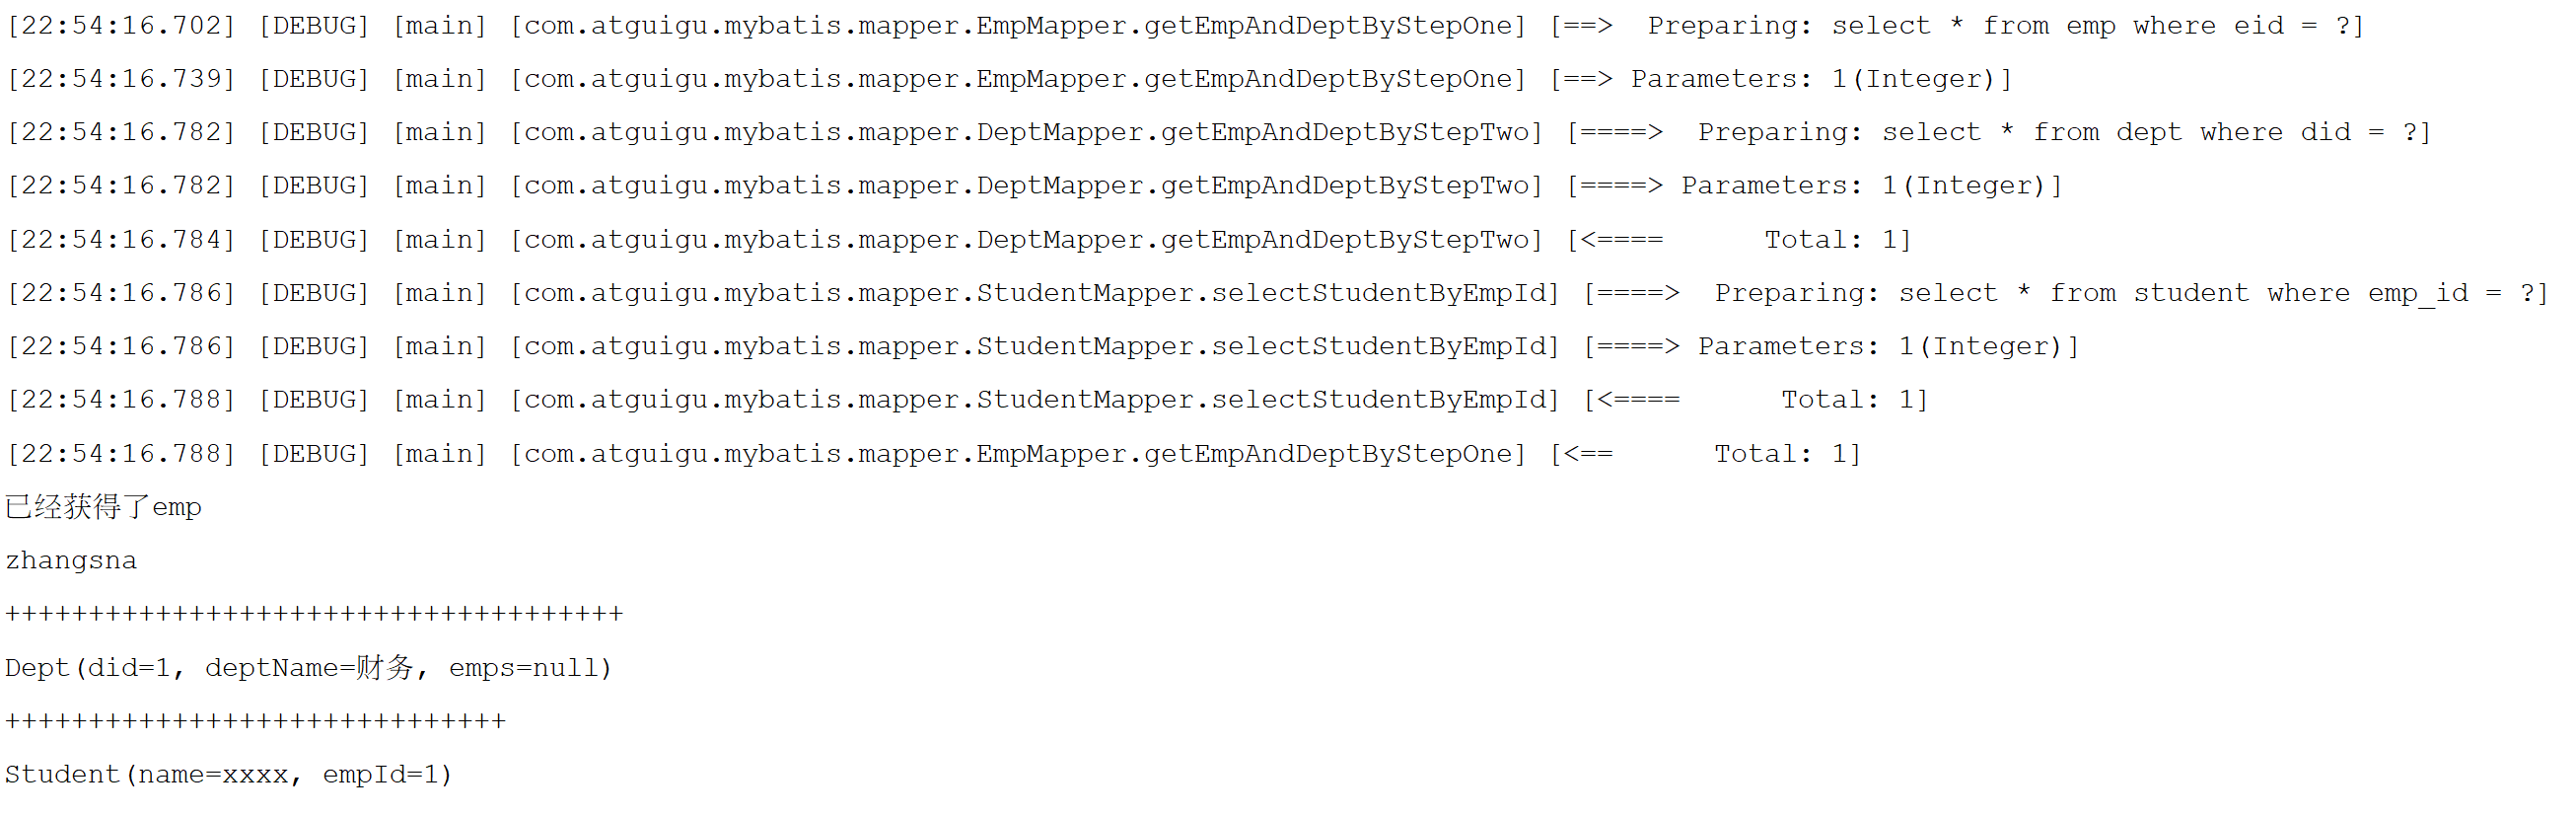 [22:54:16.702] [DEBUG] [main] [com.atguigu.mybatis.mapper.EmpMapper.getEmpAndDeptByStepOne] [==>  Preparing: select * from emp where eid = ?]
[22:54:16.739] [DEBUG] [main] [com.atguigu.mybatis.mapper.EmpMapper.getEmpAndDeptByStepOne] [==> Parameters: 1(Integer)]
[22:54:16.782] [DEBUG] [main] [com.atguigu.mybatis.mapper.DeptMapper.getEmpAndDeptByStepTwo] [====>  Preparing: select * from dept where did = ?]
[22:54:16.782] [DEBUG] [main] [com.atguigu.mybatis.mapper.DeptMapper.getEmpAndDeptByStepTwo] [====> Parameters: 1(Integer)]
[22:54:16.784] [DEBUG] [main] [com.atguigu.mybatis.mapper.DeptMapper.getEmpAndDeptByStepTwo] [<====      Total: 1]
[22:54:16.786] [DEBUG] [main] [com.atguigu.mybatis.mapper.StudentMapper.selectStudentByEmpId] [====>  Preparing: select * from student where emp_id = ?]
[22:54:16.786] [DEBUG] [main] [com.atguigu.mybatis.mapper.StudentMapper.selectStudentByEmpId] [====> Parameters: 1(Integer)]
[22:54:16.788] [DEBUG] [main] [com.atguigu.mybatis.mapper.StudentMapper.selectStudentByEmpId] [<====      Total: 1]
[22:54:16.788] [DEBUG] [main] [com.atguigu.mybatis.mapper.EmpMapper.getEmpAndDeptByStepOne] [<==      Total: 1]
已经获得了emp
zhangsna
+++++++++++++++++++++++++++++++++++++
Dept(did=1, deptName=财务, emps=null)
++++++++++++++++++++++++++++++
Student(name=xxxx, empId=1)